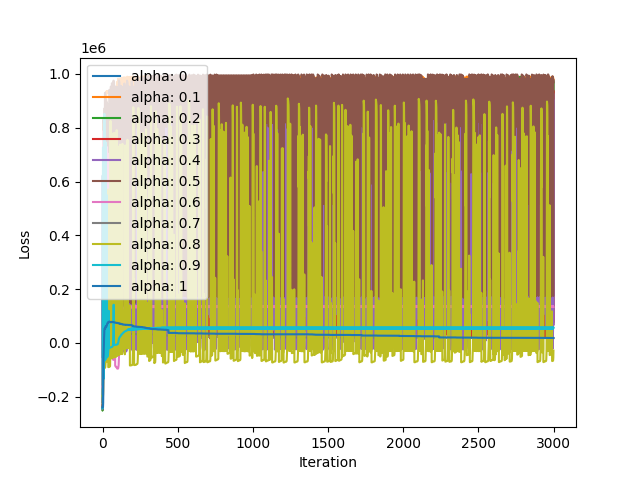 1e6
1.0
0.8
0.6
0.4
0.2
0.0
−0.2
Loss
alpha: 0
alpha: 0.1
alpha: 0.2
alpha: 0.3
alpha: 0.4
alpha: 0.5
alpha: 0.6
alpha: 0.7
alpha: 0.8
alpha: 0.9
alpha: 1
0 500 1000 1500 2000 2500 3000
Iteration